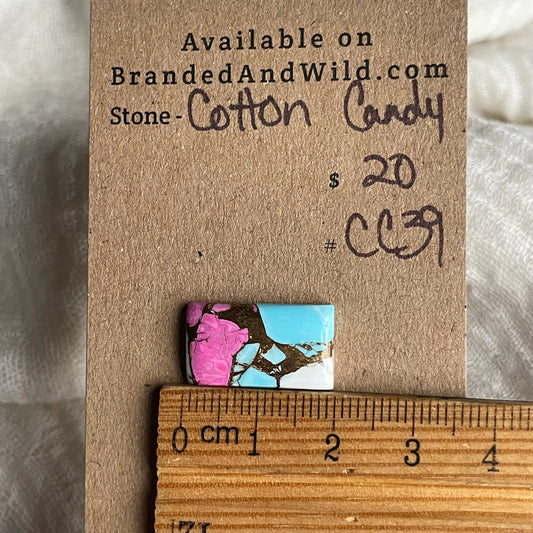 Available on
BrandedAndWild.com
Stone - Cotton Candy
$ 20
# CC39
0 cm 1 2 3 4